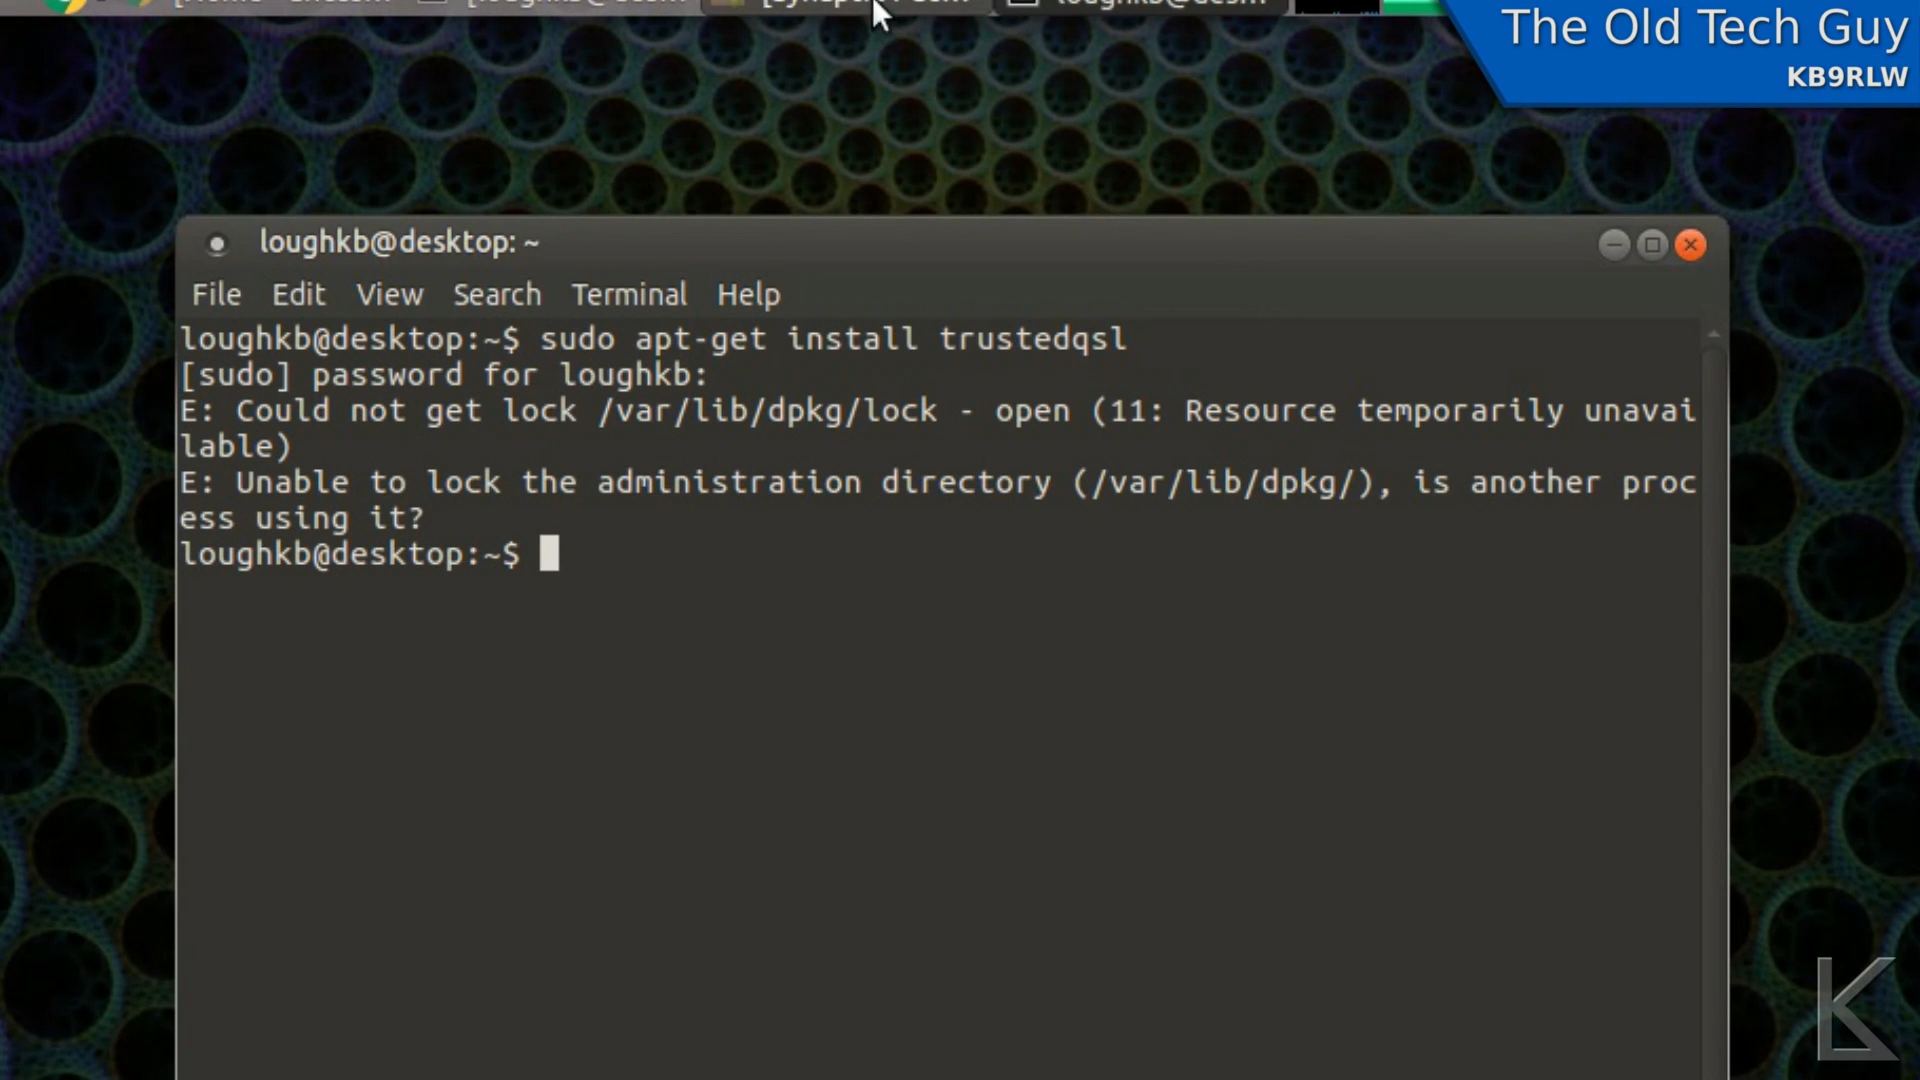 The Old Tech Guy
KB9RLW
loughkb@desktop: ~
File Edit View Search Terminal Help
loughkb@desktop:~$ sudo apt-get install trustedqsl
[sudo] password for loughkb:
E: Could not get lock /var/lib/dpkg/lock - open (11: Resource temporarily unavai
lable)
E: Unable to lock the administration directory (/var/lib/dpkg/), is another proc
ess using it?
loughkb@desktop:~$
K